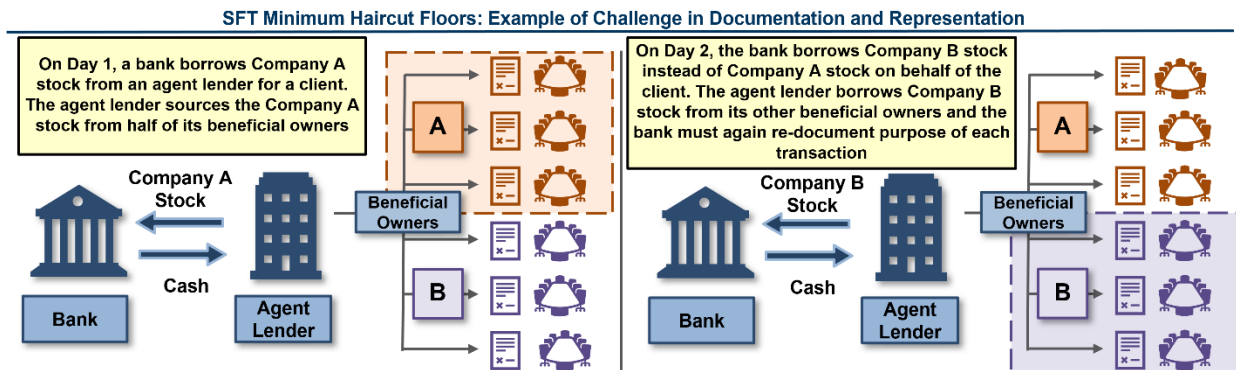 SFT Minimum Haircut Floors: Example of Challenge in Documentation and Representation
On Day 1, a bank borrows Company A
stock from an agent lender for a client.
The agent lender sources the Company A
stock from half of its beneficial owners
Company A
Stock
Cash
Bank
Agent
Lender
Beneficial
Owners
A
B
On Day 2, the bank borrows Company B stock
instead of Company A stock on behalf of the
client. The agent lender borrows Company B
stock from its other beneficial owners and the
bank must again re-document purpose of each
transaction
Company B
Stock
Cash
Bank
Agent
Lender
Beneficial
Owners
A
B